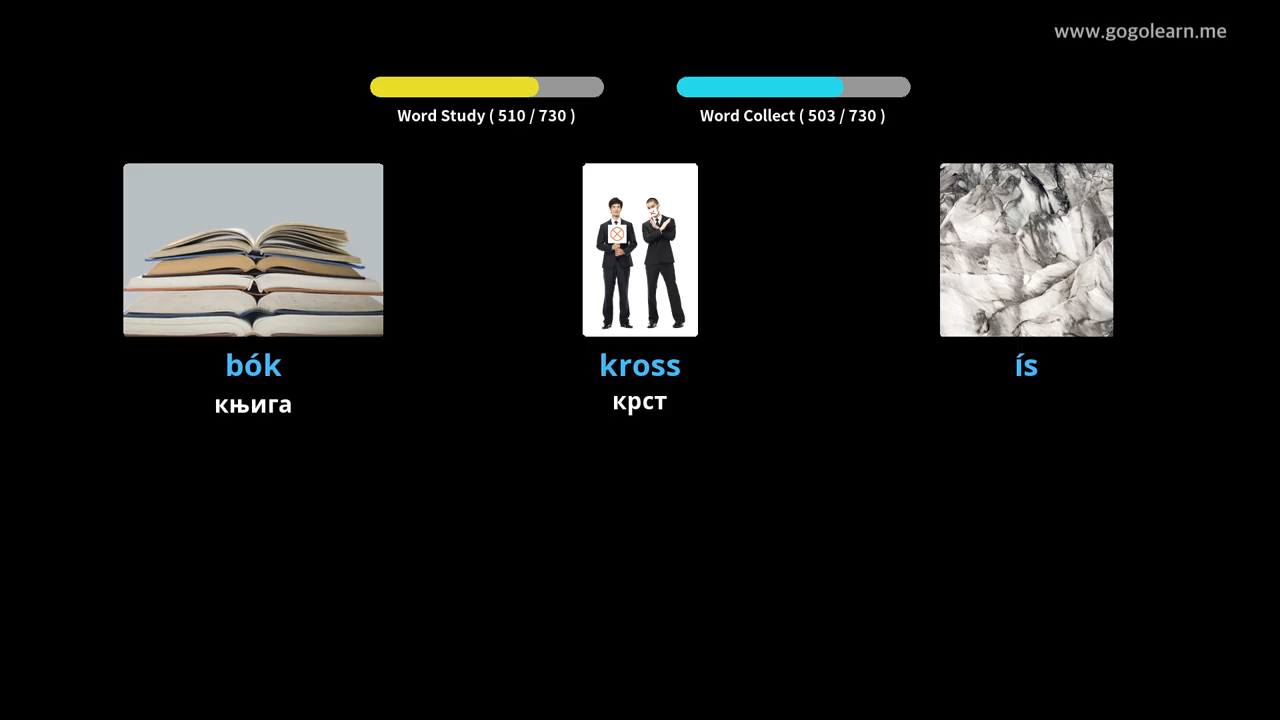 www.gogolearn.me
Word Study ( 510 / 730 )
Word Collect ( 503 / 730 )
bók
kross
ís
књига
крст